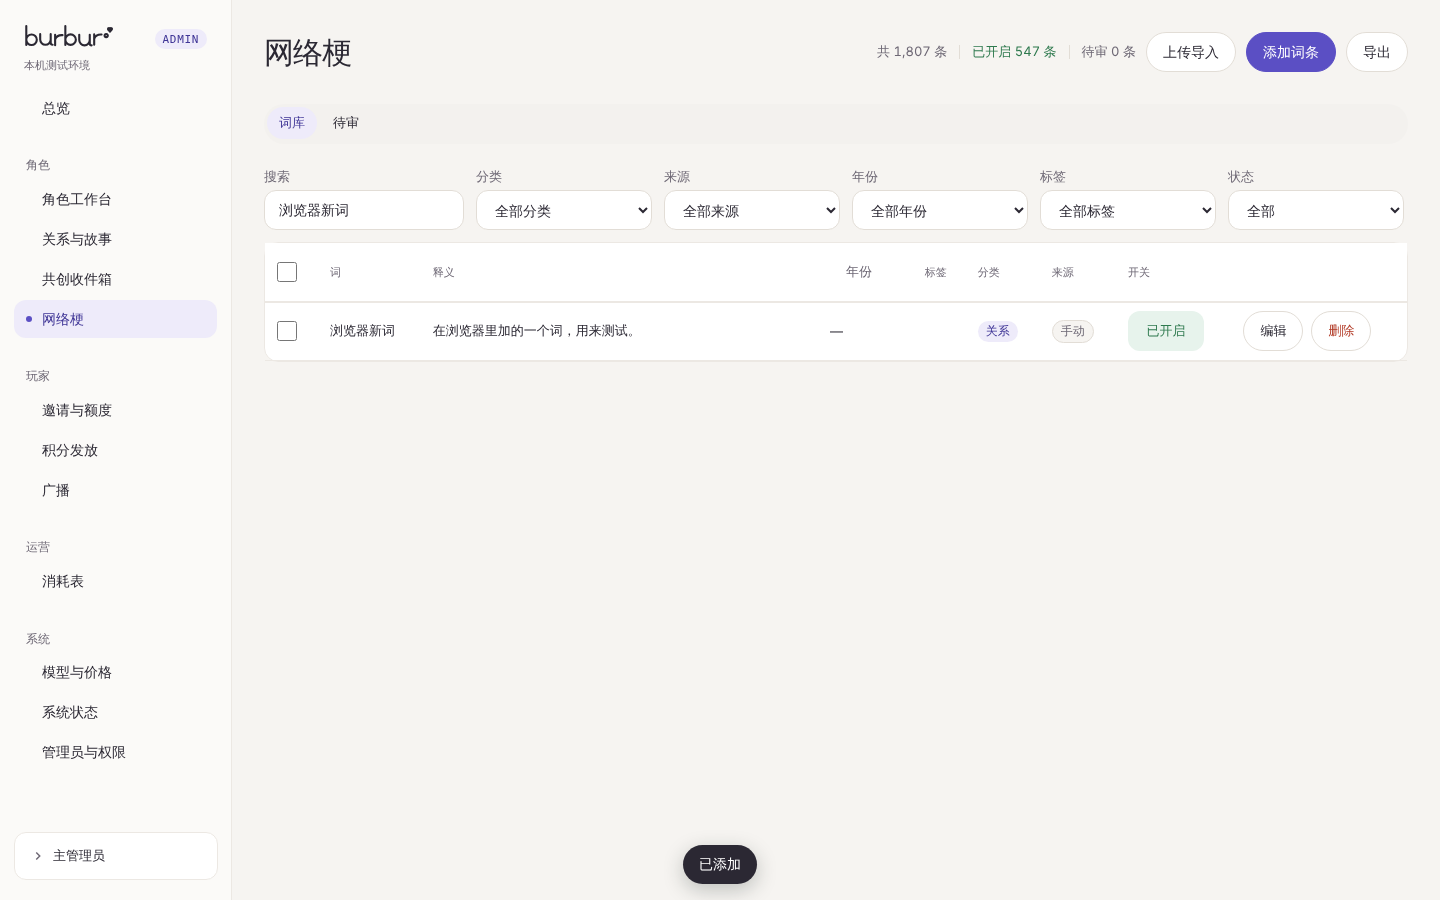 burbur
ADMIN
本机测试环境
总览
角色
角色工作台
关系与故事
共创收件箱
网络梗
玩家
邀请与额度
积分发放
广播
运营
消耗表
系统
模型与价格
系统状态
管理员与权限
主管理员
网络梗
共 1,807 条
已开启 547 条
待审 0 条
上传导入
添加词条
导出
词库
待审
搜索
分类
来源
年份
标签
状态
浏览器新词
全部分类
全部来源
全部年份
全部标签
全部
词
释义
年份
标签
分类
来源
开关
浏览器新词
在浏览器里加的一个词，用来测试。
—
关系
手动
已开启
编辑
删除
已添加